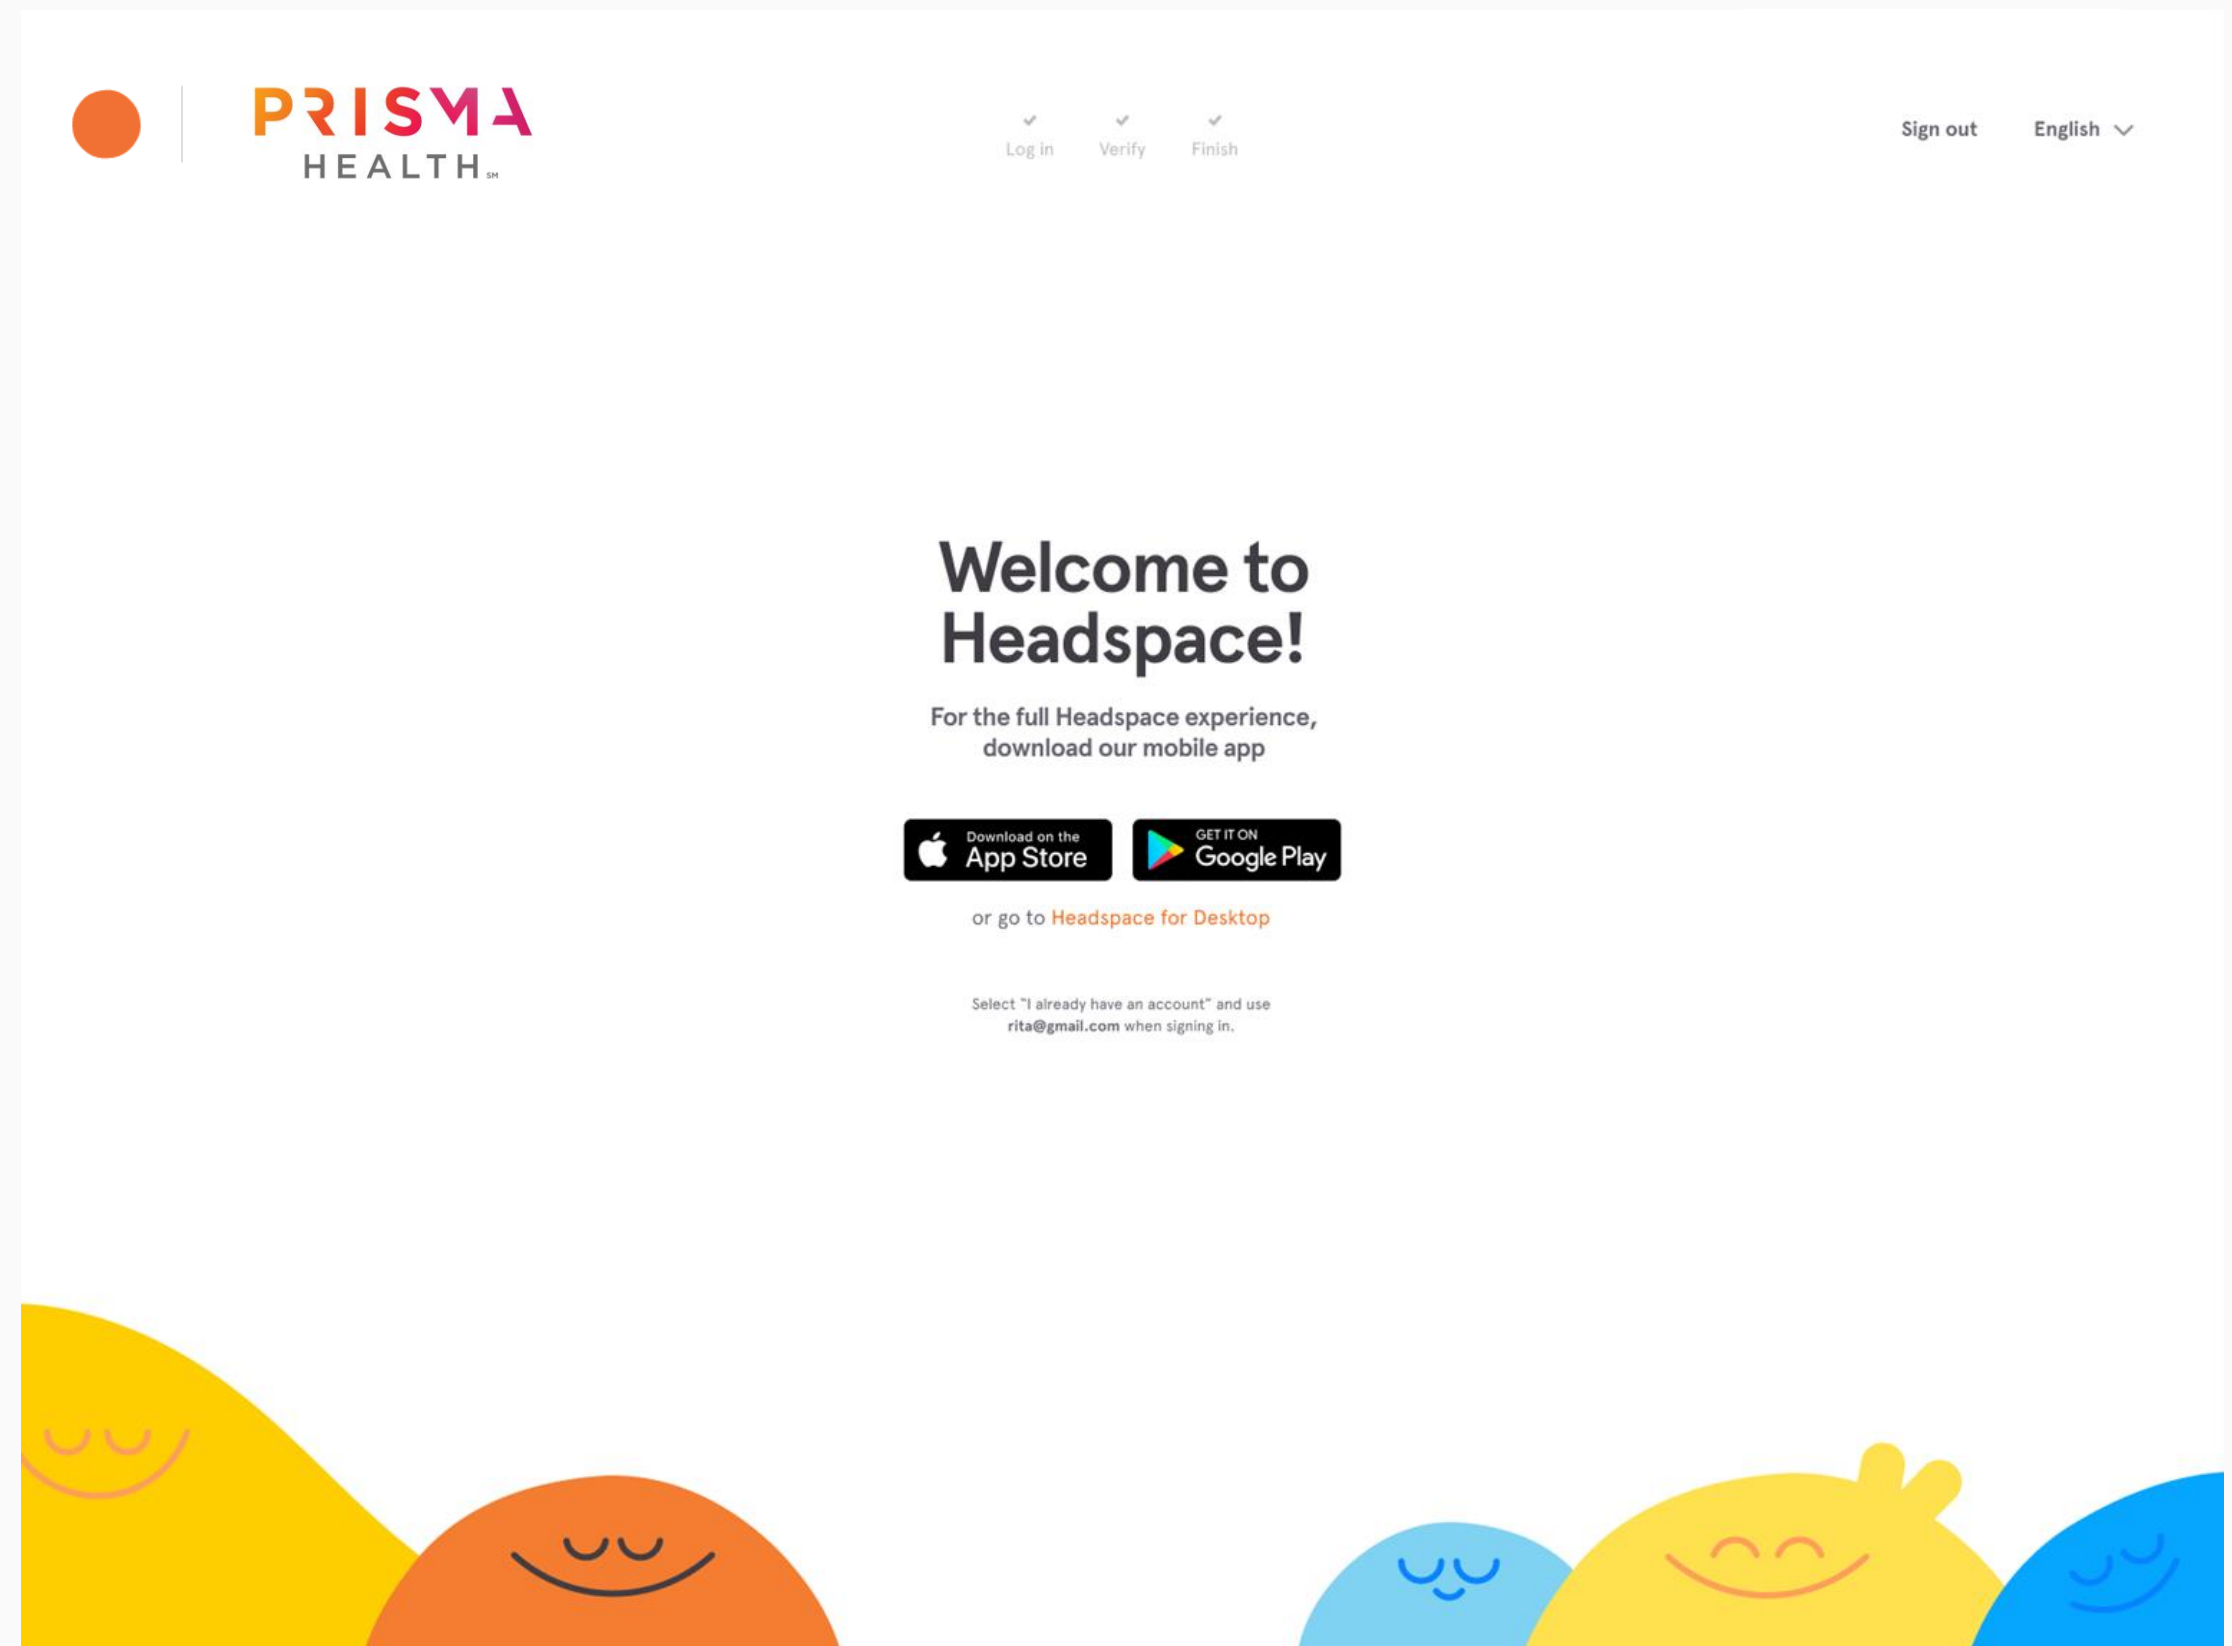 PRISMA
HEALTH℠
Log in
Verify
Finish
Sign out
English
Welcome to
Headspace!
For the full Headspace experience,
download our mobile app
Download on the
App Store
GET IT ON
Google Play
or go to Headspace for Desktop
Select "I already have an account" and use
rita@gmail.com when signing in.